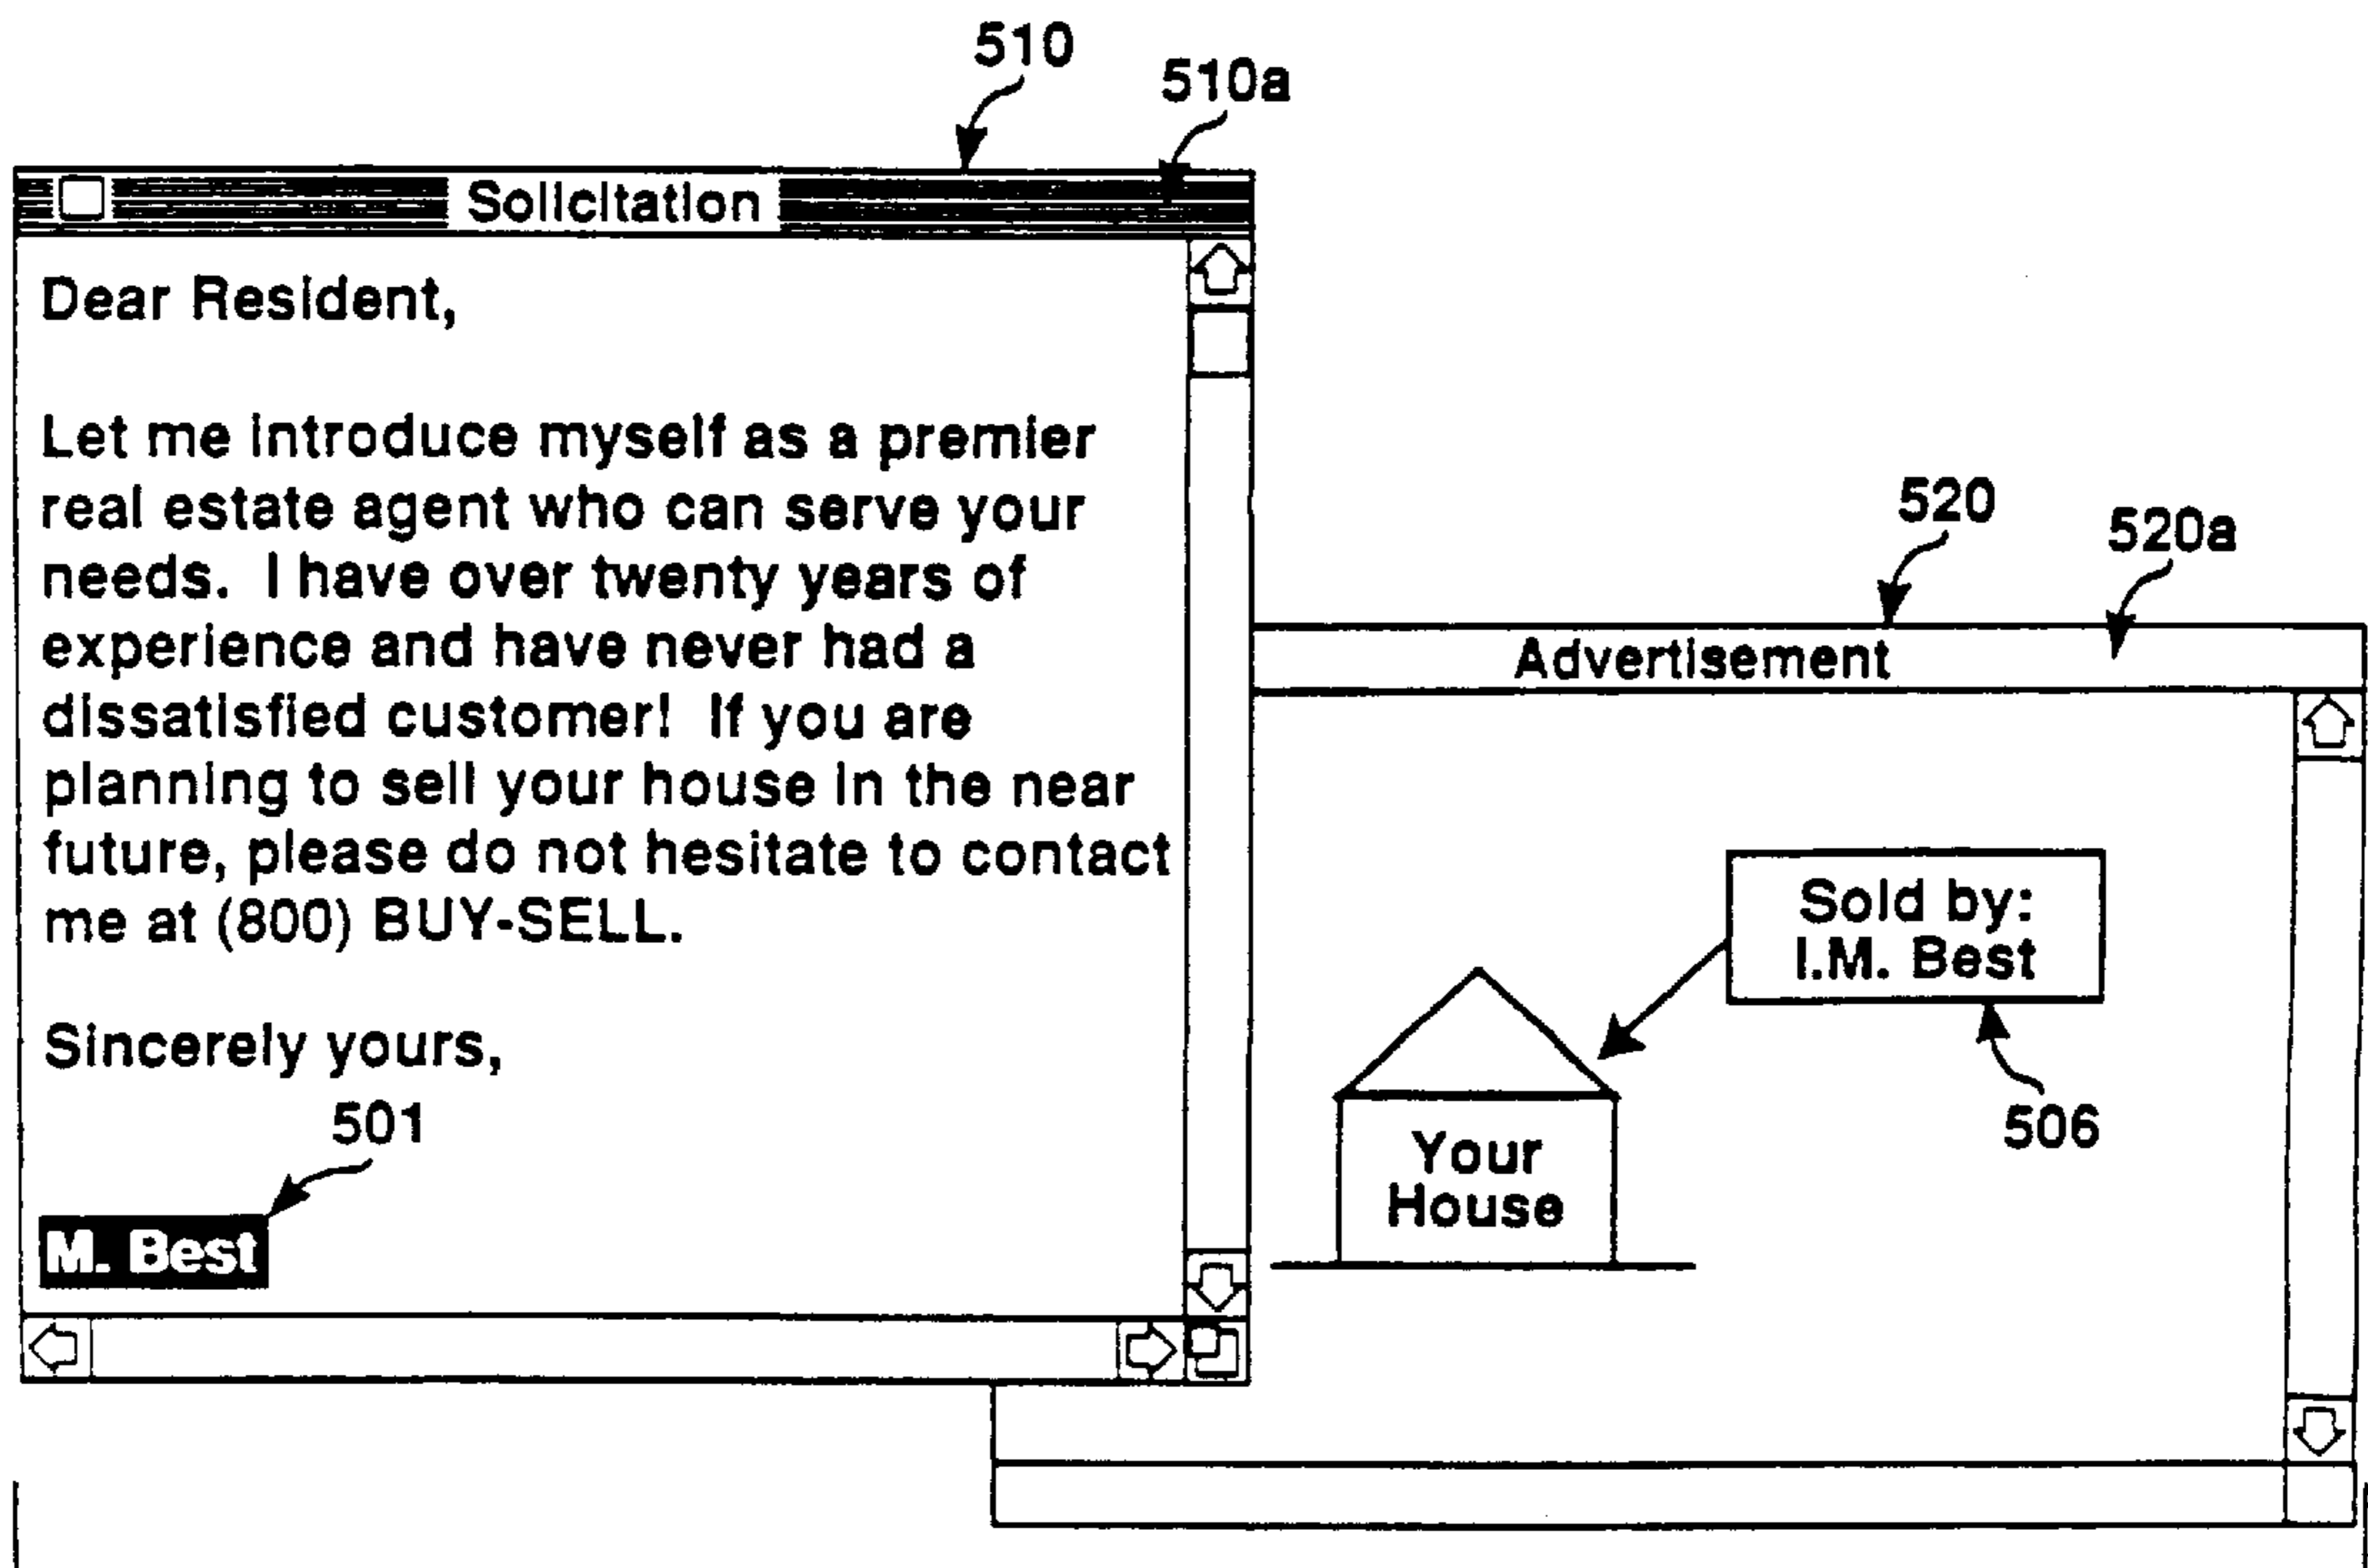 510
510a
Solicitation
Dear Resident,
Let me introduce myself as a premier
real estate agent who can serve your
needs.  I have over twenty years of
experience and have never had a
dissatisfied customer!  If you are
planning to sell your house in the near
future, please do not hesitate to contact
me at (800) BUY-SELL.
Sincerely yours,
501
M. Best
520
520a
Advertisement
Sold by:
I.M. Best
506
Your
House